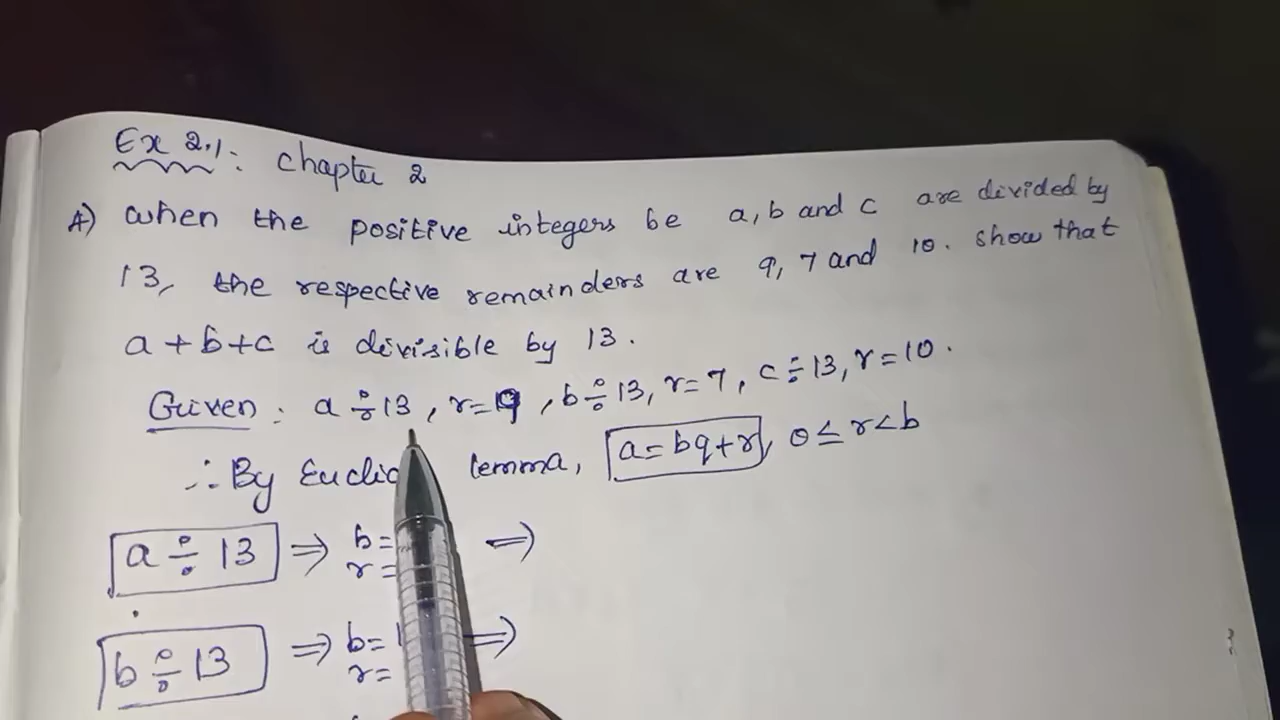 Ex 2.1: Chapter 2
A) When the positive integers be a, b and c are divided by
13, the respective remainders are 9, 7 and 10. show that
a+b+c is divisible by 13.
Given: a ÷ 13, r=9, b ÷ 13, r=7, c ÷ 13, r=10.
∴ By lemma, a=bq+r, 0≤r<b
a ÷ 13 ⇒ b= ⇒
r=
b ÷ 13 ⇒ b=1 ⇒
r=